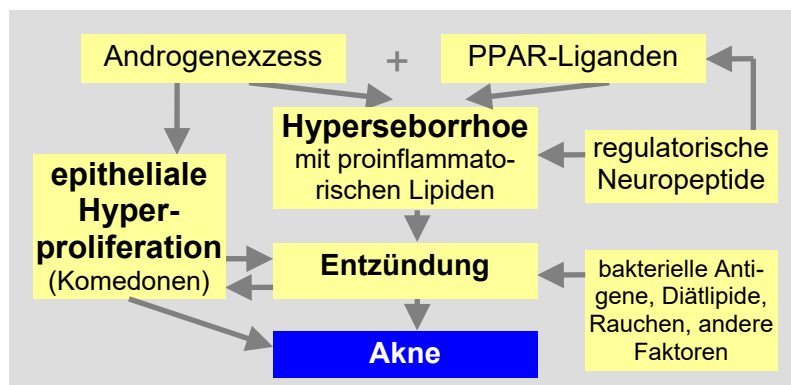 Androgenexzess + PPAR-Liganden
Hyperseborrhoe
mit proinflammato-
rischen Lipiden
regulatorische
Neuropeptide
epitheliale
Hyper-
proliferation
(Komedonen)
Entzündung
bakterielle Anti-
gene, Diätlipide,
Rauchen, andere
Faktoren
Akne